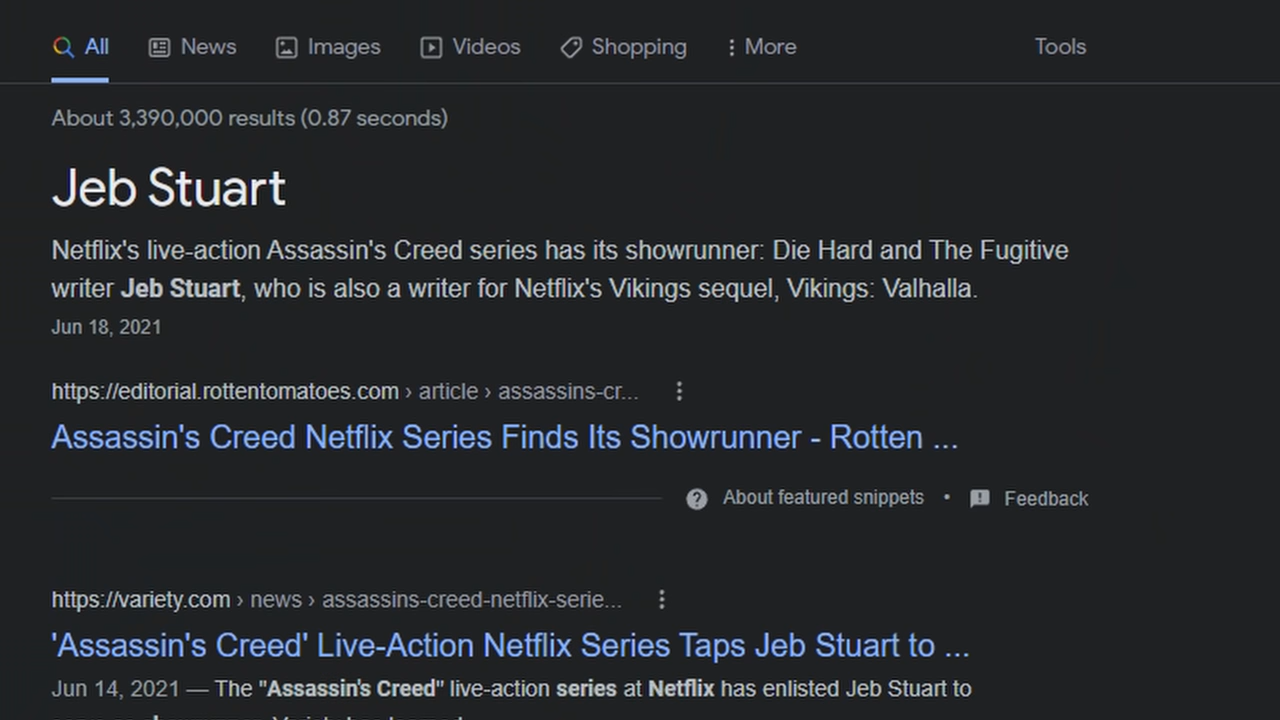 All News Images Videos Shopping More Tools
About 3,390,000 results (0.87 seconds)
Jeb Stuart
Netflix's live-action Assassin's Creed series has its showrunner: Die Hard and The Fugitive
writer Jeb Stuart, who is also a writer for Netflix's Vikings sequel, Vikings: Valhalla.
Jun 18, 2021
https://editorial.rottentomatoes.com › article › assassins-cr...
Assassin's Creed Netflix Series Finds Its Showrunner - Rotten ...
About featured snippets • Feedback
https://variety.com › news › assassins-creed-netflix-serie...
'Assassin's Creed' Live-Action Netflix Series Taps Jeb Stuart to ...
Jun 14, 2021 — The "Assassin's Creed" live-action series at Netflix has enlisted Jeb Stuart to